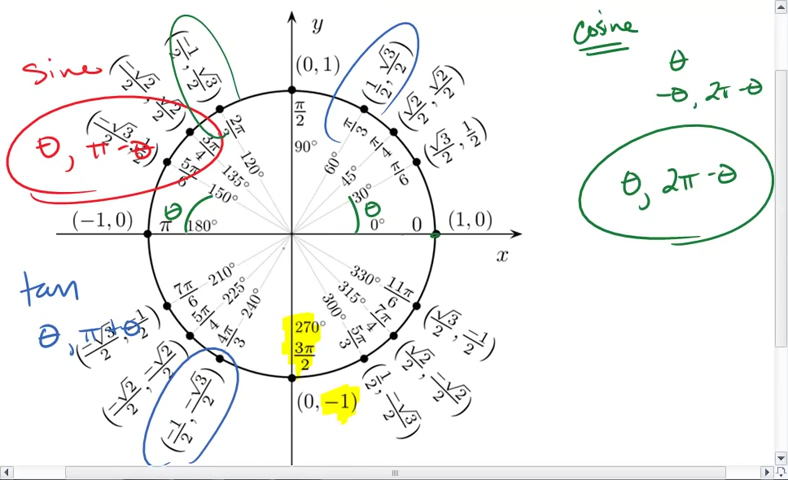 cosine
θ
-θ, 2π-θ
θ, 2π-θ
sine
θ, π-θ
tan
θ, π+θ
y
x
(0, 1)
(1/2, √3/2)
(√2/2, √2/2)
(√3/2, 1/2)
(1, 0)
(√3/2, -1/2)
(√2/2, -√2/2)
(1/2, -√3/2)
(0, -1)
(-1/2, -√3/2)
(-√2/2, -√2/2)
(-√3/2, -1/2)
(-1, 0)
(-√3/2, 1/2)
(-√2/2, √2/2)
(-1/2, √3/2)
π/2
90°
π/3
60°
π/4
45°
π/6
30°
θ
0° 0
2π/3
120°
3π/4
135°
5π/6
150°
θ
π 180°
7π/6
210°
5π/4
225°
4π/3
240°
270°
3π/2
300°
5π/3
315°
7π/4
330°
11π/6